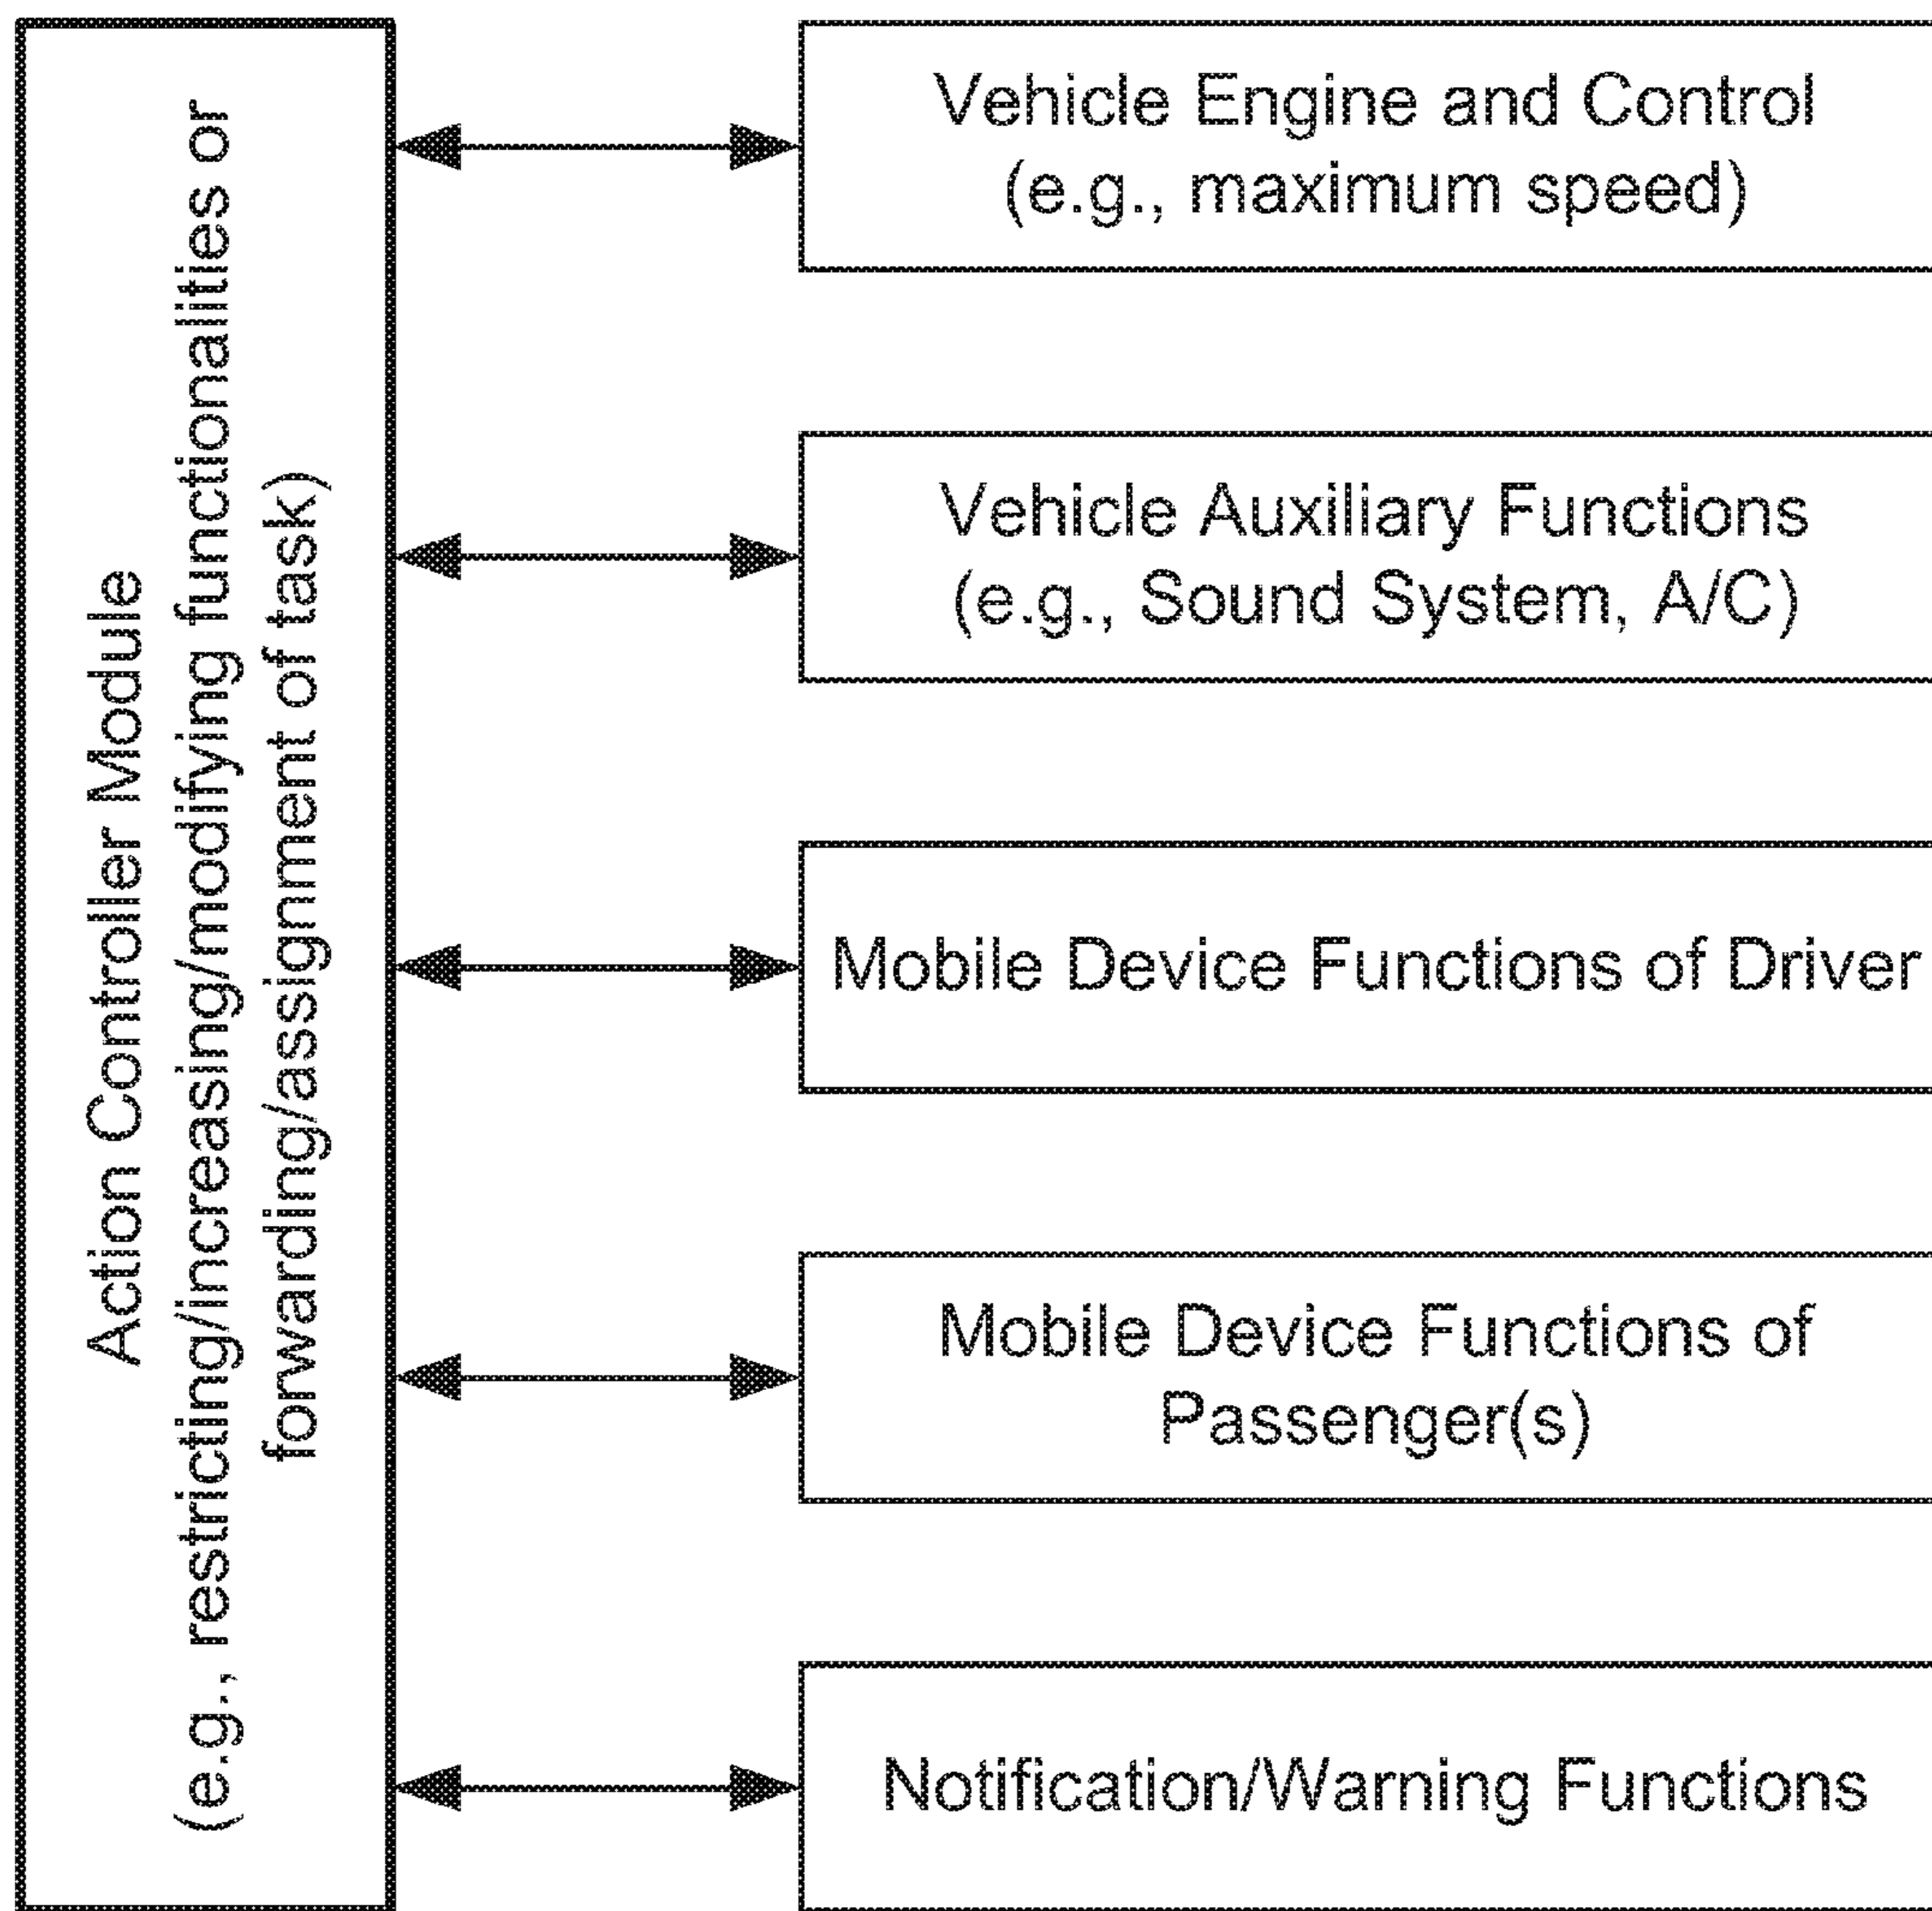 Action Controller Module
(e.g., restricting/increasing/modifying functionalities or
forwarding/assignment of task)
Vehicle Engine and Control
(e.g., maximum speed)
Vehicle Auxiliary Functions
(e.g., Sound System, A/C)
Mobile Device Functions of Driver
Mobile Device Functions of
Passenger(s)
Notification/Warning Functions